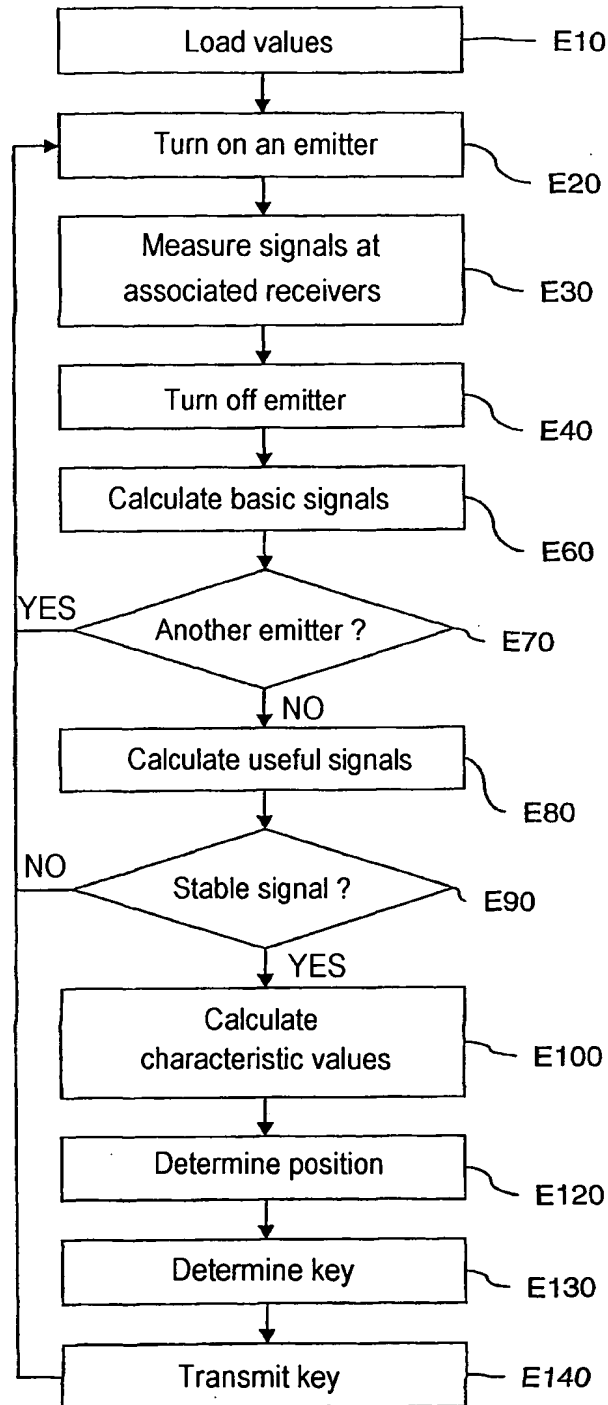 Load values
E10
Turn on an emitter
E20
Measure signals at
associated receivers
E30
Turn off emitter
E40
Calculate basic signals
E60
YES
Another emitter ?
E70
NO
Calculate useful signals
E80
NO
Stable signal ?
E90
YES
Calculate
characteristic values
E100
Determine position
E120
Determine key
E130
Transmit key
E140